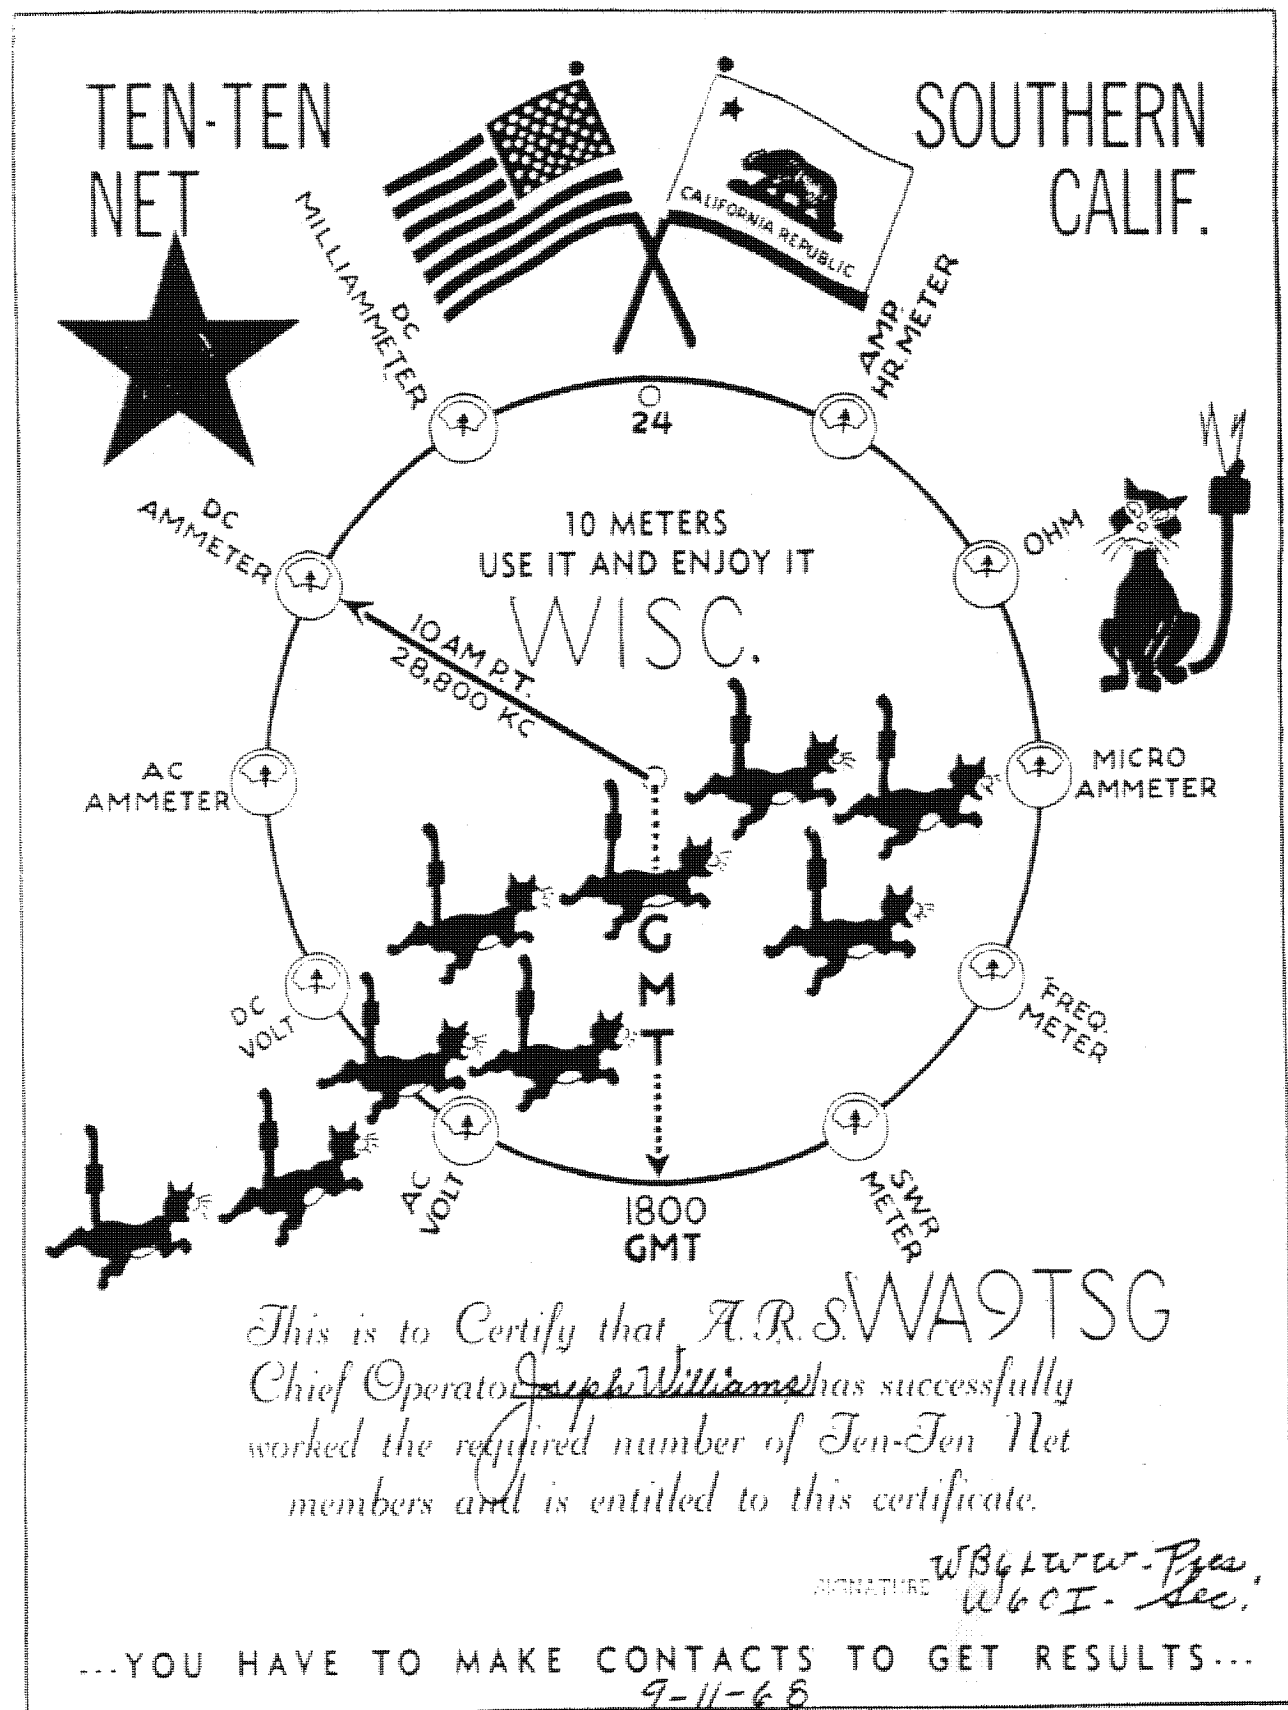 TEN-TEN
NET
SOUTHERN
CALIF.
CALIFORNIA REPUBLIC
DC
MILLIAMMETER
AMP.
HR. METER
24
DC
AMMETER
OHM
10 METERS
USE IT AND ENJOY IT
WISC.
10 AM P.T.
28,800 KC
AC
AMMETER
MICRO
AMMETER
G
M
T
DC
VOLT
FREQ.
METER
AC
VOLT
1800
GMT
SWR
METER
This is to Certify that A.R.S. WA9TSG
Chief Operator Joseph Williams has successfully
worked the required number of Ten-Ten Net
members and is entitled to this certificate.
SIGNATURE WB6LWW - Pres.
W6OI - Sec.
---YOU HAVE TO MAKE CONTACTS TO GET RESULTS---
9-11-68